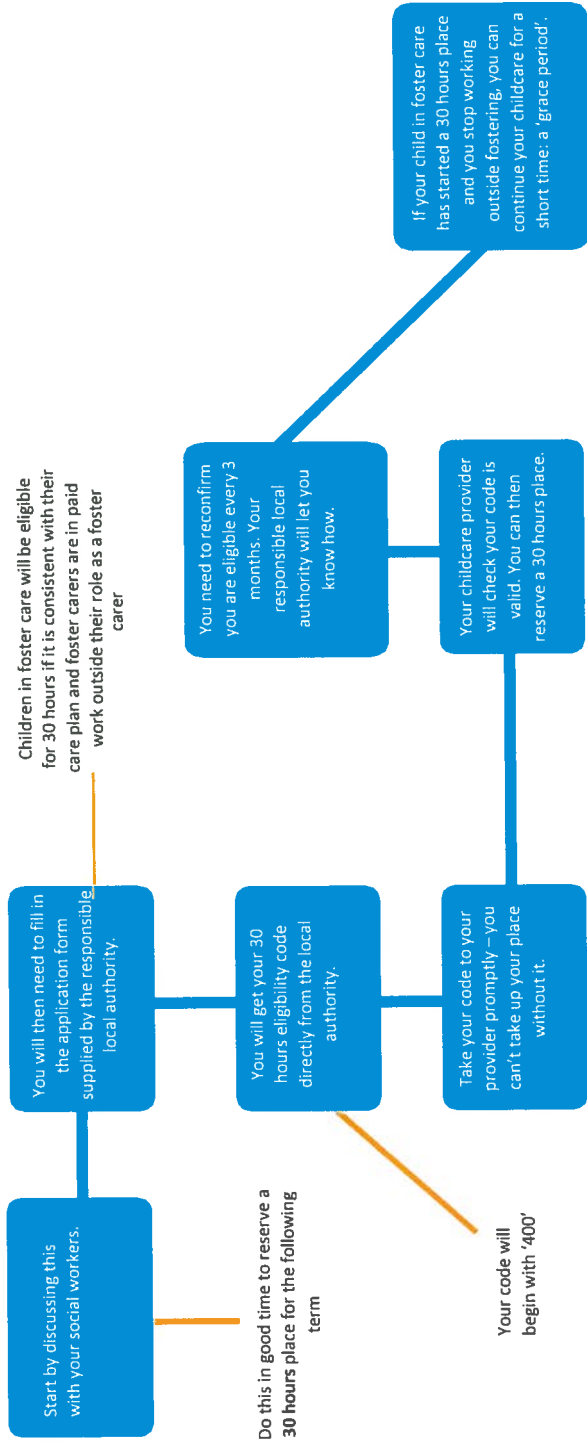 Start by discussing this
with your social workers.
Do this in good time to reserve a
30 hours place for the following
term
You will then need to fill in
the application form
supplied by the responsible
local authority.
Children in foster care will be eligible
for 30 hours if it is consistent with their
care plan and foster carers are in paid
work outside their role as a foster
carer
You will get your 30
hours eligibility code
directly from the local
authority.
Your code will
begin with ‘400’
Take your code to your
provider promptly – you
can’t take up your place
without it.
Your childcare provider
will check your code is
valid. You can then
reserve a 30 hours place.
You need to reconfirm
you are eligible every 3
months. Your
responsible local
authority will let you
know how.
If your child in foster care
has started a 30 hours place
and you stop working
outside fostering, you can
continue your childcare for a
short time: a ‘grace period’.